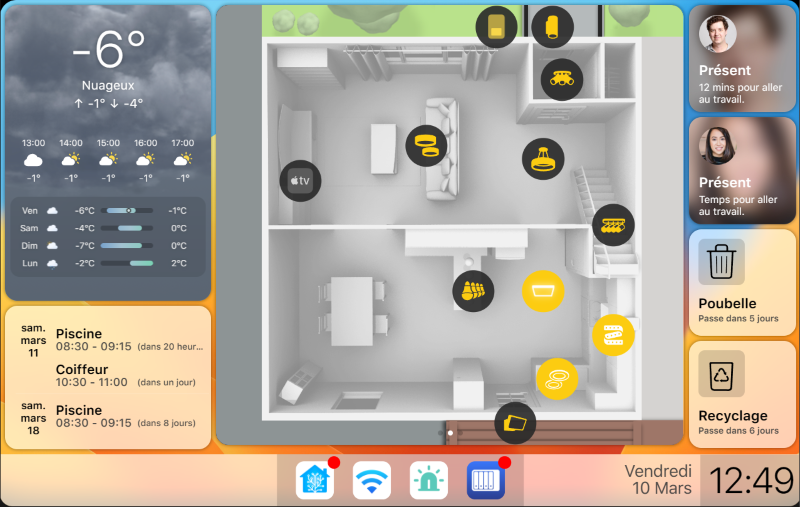 -6°
Nuageux
↑ -1° ↓ -4°
13:00 14:00 15:00 16:00 17:00
-1° -1° -1° -1° -1°
Ven -6°C -1°C
Sam -4°C 0°C
Dim -7°C 0°C
Lun -2°C 2°C
sam.
mars
11
Piscine
08:30 - 09:15 (dans 20 heur...
Coiffeur
10:30 - 11:00 (dans un jour)
sam.
mars
18
Piscine
08:30 - 09:15 (dans 8 jours)
tv
Présent
12 mins pour aller
au travail.
Présent
Temps pour aller
au travail.
Poubelle
Passe dans 5 jours
Recyclage
Passe dans 6 jours
Vendredi
10 Mars
12:49